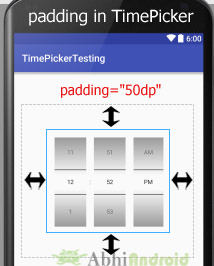 padding in TimePicker
6:00
TimePickerTesting
padding="50dp"
11 51 AM
12 : 52 PM
1 53
AbhiAndroid